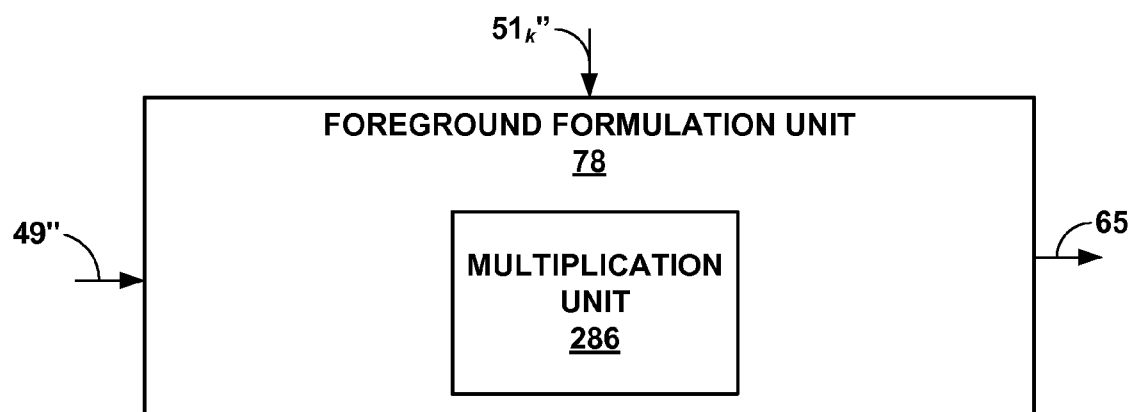 51k"
FOREGROUND FORMULATION UNIT
78
49"
65
MULTIPLICATION
UNIT
286